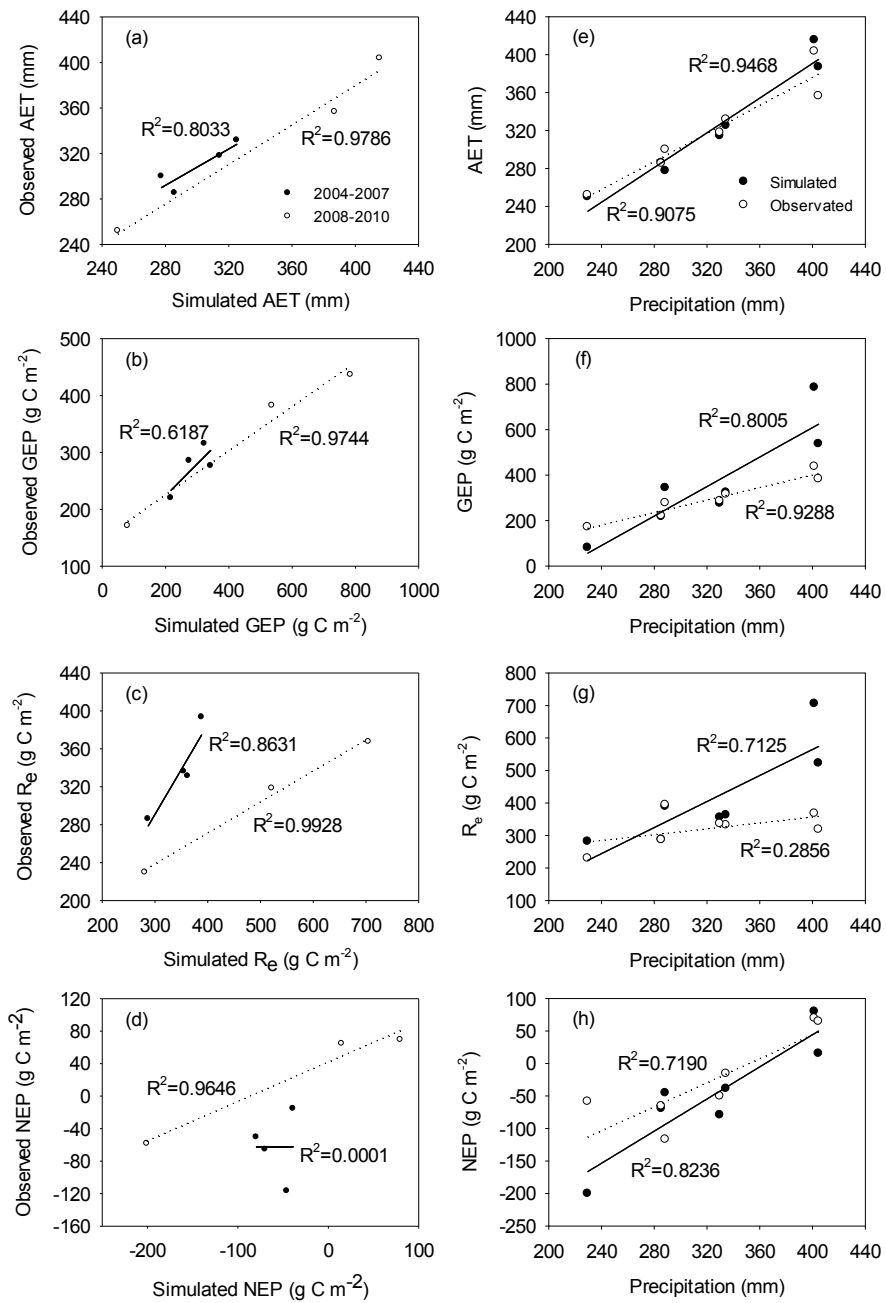 (a)
Observed AET (mm)
440
400
360
320
280
240
R²=0.8033
R²=0.9786
2004-2007
2008-2010
240 280 320 360 400 440
Simulated AET (mm)
(e)
AET (mm)
440
400
360
320
280
240
200
R²=0.9468
R²=0.9075
Simulated
Observated
200 240 280 320 360 400 440
Precipitation (mm)
(b)
Observed GEP (g C m⁻²)
500
400
300
200
100
R²=0.6187
R²=0.9744
0 200 400 600 800 1000
Simulated GEP (g C m⁻²)
(f)
GEP (g C m⁻²)
1000
800
600
400
200
0
R²=0.8005
R²=0.9288
200 240 280 320 360 400 440
Precipitation (mm)
(c)
Observed Rₑ (g C m⁻²)
440
400
360
320
280
240
200
R²=0.8631
R²=0.9928
200 300 400 500 600 700 800
Simulated Rₑ (g C m⁻²)
(g)
Rₑ (g C m⁻²)
800
700
600
500
400
300
200
100
R²=0.7125
R²=0.2856
200 240 280 320 360 400 440
Precipitation (mm)
(d)
Observed NEP (g C m⁻²)
120
80
40
0
-40
-80
-120
-160
R²=0.9646
R²=0.0001
-200 -100 0 100
Simulated NEP (g C m⁻²)
(h)
NEP (g C m⁻²)
100
50
0
-50
-100
-150
-200
-250
R²=0.7190
R²=0.8236
200 240 280 320 360 400 440
Precipitation (mm)